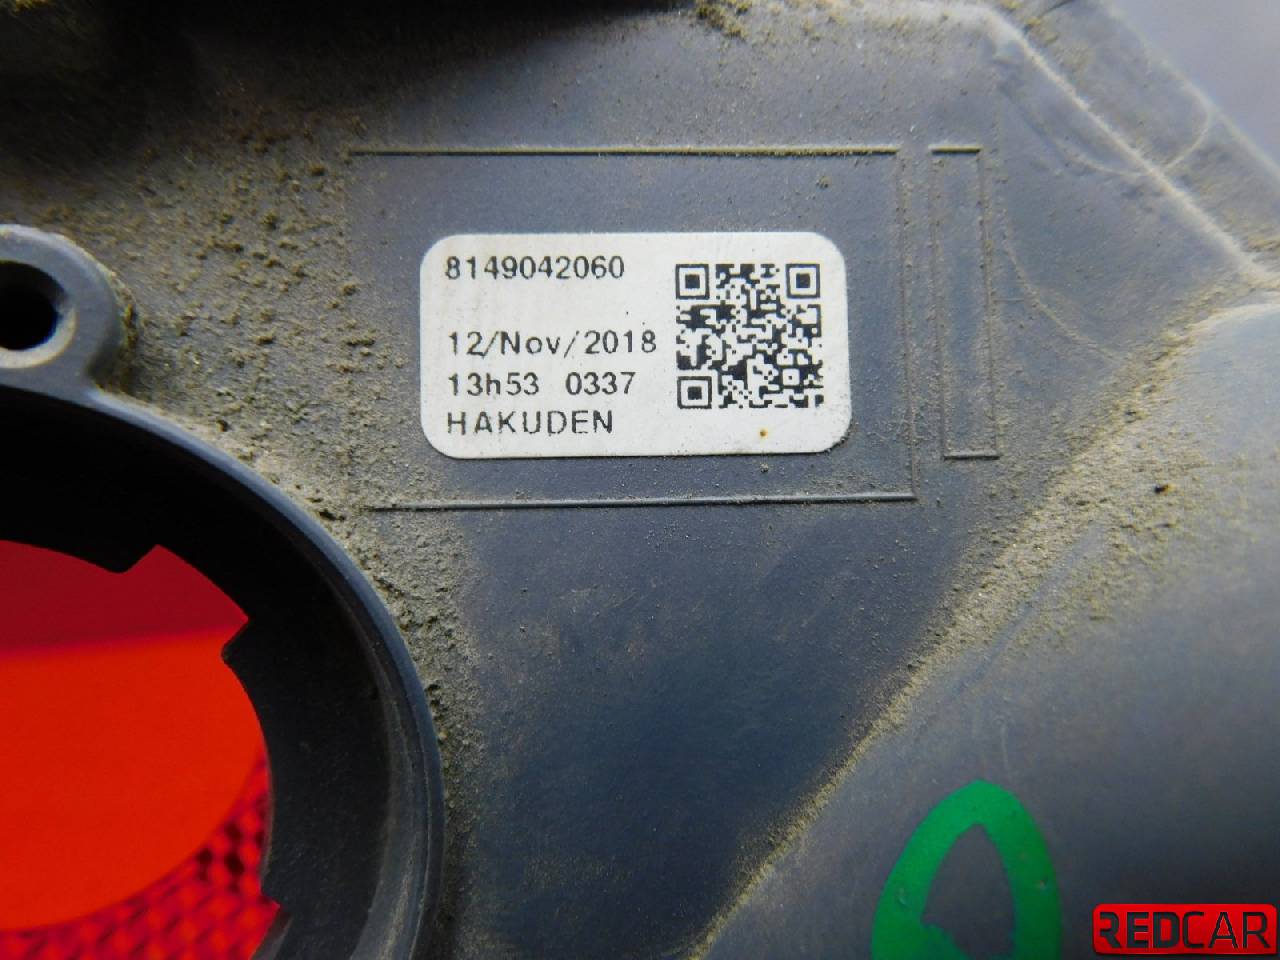 8149042060
12/Nov/2018
13h53 0337
HAKUDEN
REDCAR